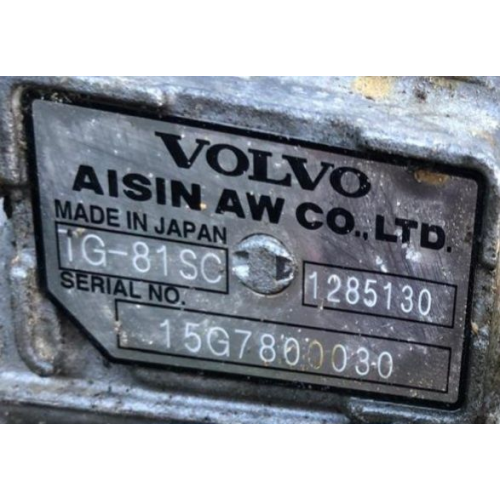 VOLVO
AISIN AW CO., LTD.
MADE IN JAPAN
TG-81SC 1285130
SERIAL NO.
15G7800030